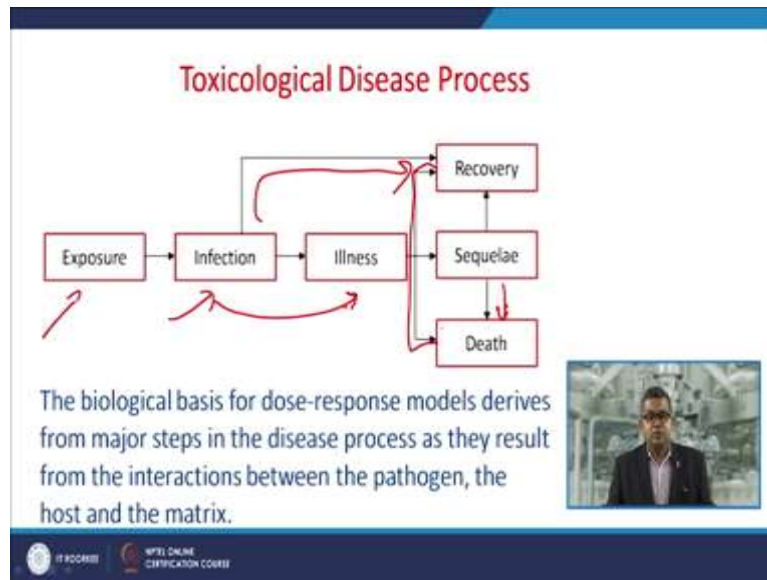 Toxicological Disease Process
Recovery
Exposure
Infection
Illness
Sequelae
Death
The biological basis for dose-response models derives
from major steps in the disease process as they result
from the interactions between the pathogen, the
host and the matrix.
IIT ROORKEE
NPTEL ONLINE
CERTIFICATION COURSE